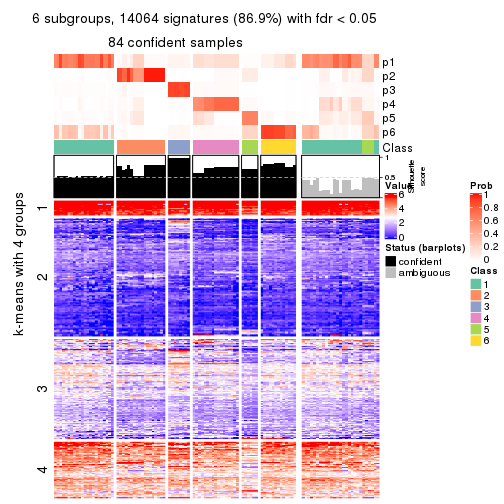 6 subgroups, 14064 signatures (86.9%) with fdr < 0.05
84 confident samples
p1
p2
p3
p4
p5
p6
Class
1
0.5
0
Silhouette
score
k-means with 4 groups
1
2
3
4
Value
6
4
2
0
Status (barplots)
confident
ambiguous
Prob
1
0.8
0.6
0.4
0.2
0
Class
1
2
3
4
5
6